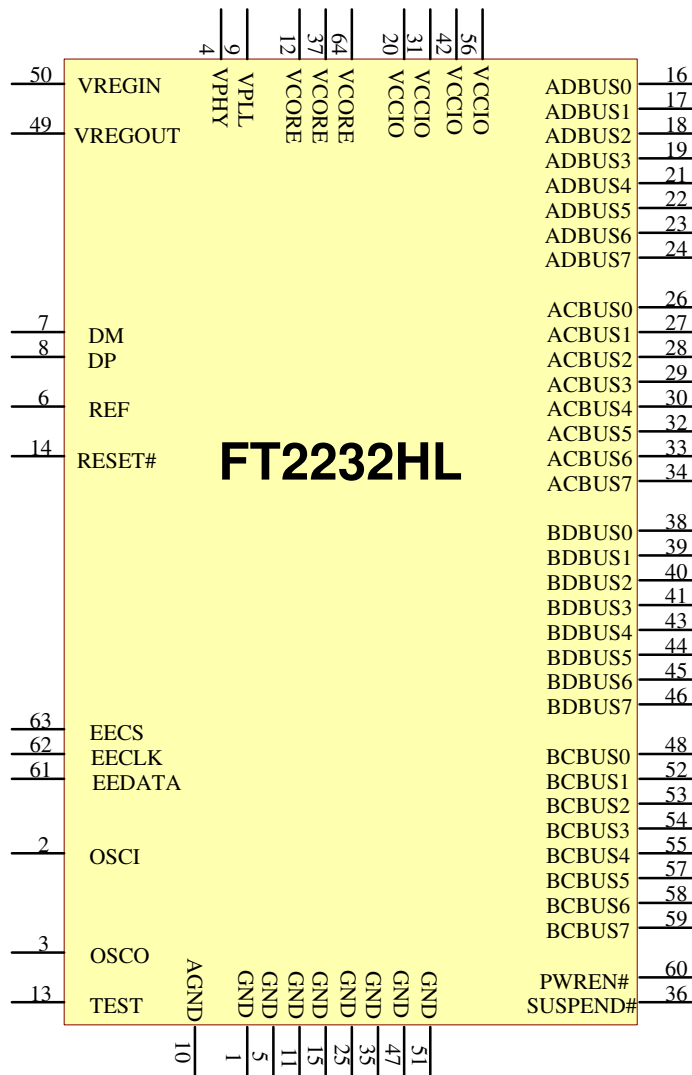 4
9
12
37
64
20
31
42
56
VPHY
VPLL
VCORE
VCORE
VCORE
VCCIO
VCCIO
VCCIO
VCCIO
50 VREGIN
49 VREGOUT
7 DM
8 DP
6 REF
14 RESET#
63 EECS
62 EECLK
61 EEDATA
2 OSCI
3 OSCO
13 TEST
FT2232HL
ADBUS0 16
ADBUS1 17
ADBUS2 18
ADBUS3 19
ADBUS4 21
ADBUS5 22
ADBUS6 23
ADBUS7 24
ACBUS0 26
ACBUS1 27
ACBUS2 28
ACBUS3 29
ACBUS4 30
ACBUS5 32
ACBUS6 33
ACBUS7 34
BDBUS0 38
BDBUS1 39
BDBUS2 40
BDBUS3 41
BDBUS4 43
BDBUS5 44
BDBUS6 45
BDBUS7 46
BCBUS0 48
BCBUS1 52
BCBUS2 53
BCBUS3 54
BCBUS4 55
BCBUS5 57
BCBUS6 58
BCBUS7 59
PWREN# 60
SUSPEND# 36
AGND
GND
GND
GND
GND
GND
GND
GND
GND
10
1
5
11
15
25
35
47
51